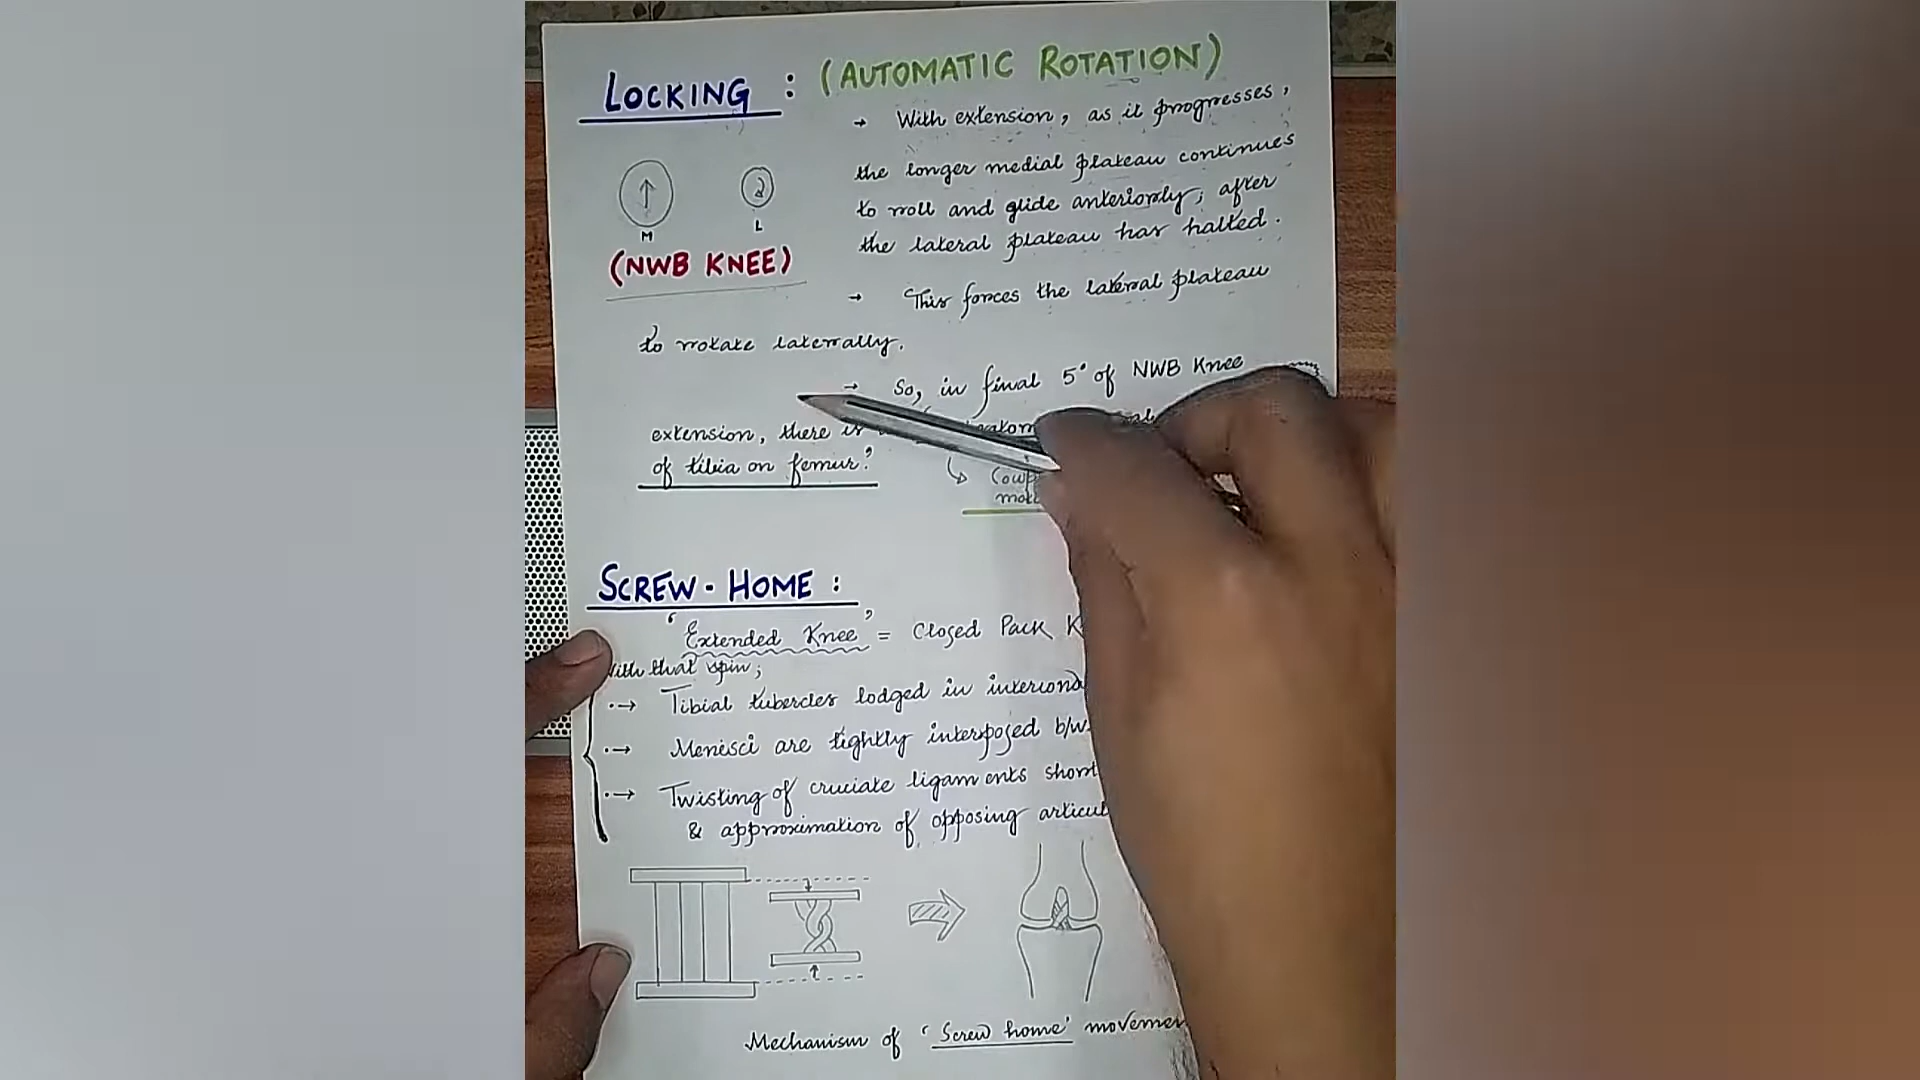 LOCKING : (AUTOMATIC ROTATION)
→ With extension, as it progresses,
the longer medial plateau continues
to roll and glide anteriorly; after
the lateral plateau has halted.
M
L
(NWB KNEE)
→ This forces the lateral plateau
to rotate laterally.
→ So, in final 5° of NWB Knee
extension, there is
of tibia on femur.
SCREW-HOME :
'Extended Knee' = Closed Pack K
With that spin;
•→ Tibial tubercles lodged in intercond
•→ Menisci are tightly interposed b/w
•→ Twisting of cruciate ligaments short
& approximation of opposing articul
Mechanism of 'Screw home' movemen